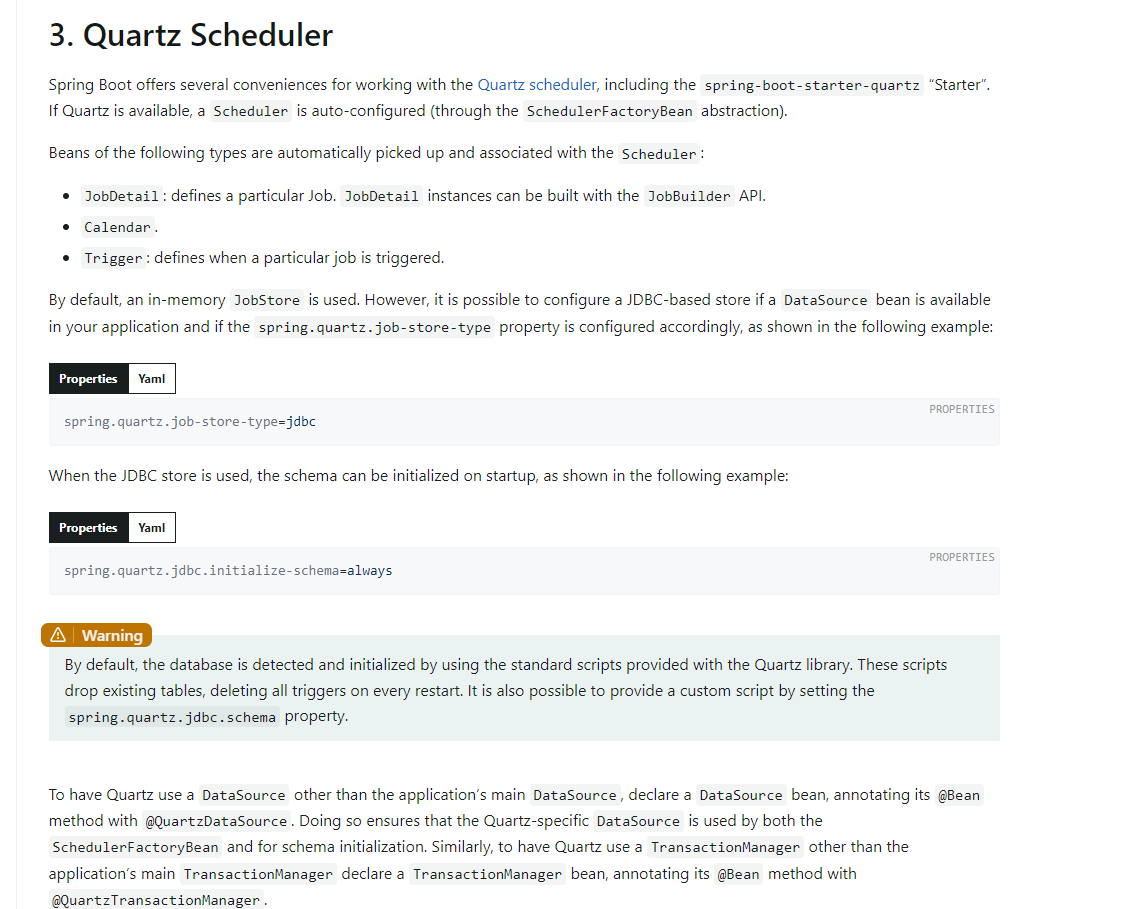 3. Quartz Scheduler
Spring Boot offers several conveniences for working with the Quartz scheduler, including the spring-boot-starter-quartz “Starter”.
If Quartz is available, a Scheduler is auto-configured (through the SchedulerFactoryBean abstraction).
Beans of the following types are automatically picked up and associated with the Scheduler:
• JobDetail: defines a particular Job. JobDetail instances can be built with the JobBuilder API.
• Calendar.
• Trigger: defines when a particular job is triggered.
By default, an in-memory JobStore is used. However, it is possible to configure a JDBC-based store if a DataSource bean is available
in your application and if the spring.quartz.job-store-type property is configured accordingly, as shown in the following example:
Properties Yaml
PROPERTIES
spring.quartz.job-store-type=jdbc
When the JDBC store is used, the schema can be initialized on startup, as shown in the following example:
Properties Yaml
PROPERTIES
spring.quartz.jdbc.initialize-schema=always
Warning
By default, the database is detected and initialized by using the standard scripts provided with the Quartz library. These scripts
drop existing tables, deleting all triggers on every restart. It is also possible to provide a custom script by setting the
spring.quartz.jdbc.schema property.
To have Quartz use a DataSource other than the application’s main DataSource, declare a DataSource bean, annotating its @Bean
method with @QuartzDataSource. Doing so ensures that the Quartz-specific DataSource is used by both the
SchedulerFactoryBean and for schema initialization. Similarly, to have Quartz use a TransactionManager other than the
application’s main TransactionManager declare a TransactionManager bean, annotating its @Bean method with
@QuartzTransactionManager.